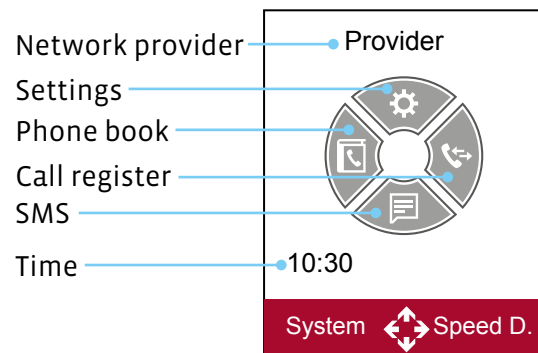 Network provider
Provider
Settings
Phone book
Call register
SMS
Time
10:30
System
Speed D.